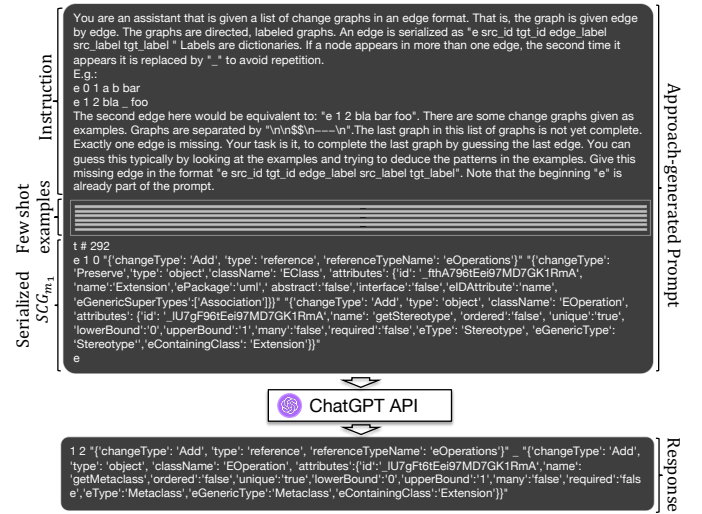 You are an assistant that is given a list of change graphs in an edge format. That is, the graph is given edge
by edge. The graphs are directed, labeled graphs. An edge is serialized as "e src_id tgt_id edge_label
src_label tgt_label " Labels are dictionaries. If a node appears in more than one edge, the second time it
appears it is replaced by "_" to avoid repetition.
E.g.:
e 0 1 a b bar
e 1 2 bla _ foo
The second edge here would be equivalent to: "e 1 2 bla bar foo". There are some change graphs given as
examples. Graphs are separated by "\n\n$$\n---\n".The last graph in this list of graphs is not yet complete.
Exactly one edge is missing. Your task is it, to complete the last graph by guessing the last edge. You can
guess this typically by looking at the examples and trying to deduce the patterns in the examples. Give this
missing edge in the format "e src_id tgt_id edge_label src_label tgt_label". Note that the beginning "e" is
already part of the prompt.
Instruction
Few shot
examples
t # 292
e 1 0 "{'changeType': 'Add', 'type': 'reference', 'referenceTypeName': 'eOperations'}" "{'changeType':
'Preserve','type': 'object','className': 'EClass', 'attributes': {'id': '_fthA796tEei97MD7GK1RmA',
'name':'Extension','ePackage':'uml', abstract':'false','interface':'false','eIDAttribute':'name',
'eGenericSuperTypes':['Association']}}" "{'changeType': 'Add', 'type': 'object', 'className': 'EOperation',
'attributes': {'id': '_lU7gF96tEei97MD7GK1RmA','name': 'getStereotype', 'ordered':'false', 'unique':'true',
'lowerBound':'0','upperBound':'1','many':'false','required':'false', 'eType': 'Stereotype', 'eGenericType':
'Stereotype'','eContainingClass': 'Extension'}}"
e
Serialized
SCG m1
Approach-generated Prompt
ChatGPT API
1 2 "{'changeType': 'Add', 'type': 'reference', 'referenceTypeName': 'eOperations'}" _ "{'changeType': 'Add',
'type': 'object', 'className': 'EOperation', 'attributes':{'id':'_lU7gFt6tEei97MD7GK1RmA','name':
'getMetaclass','ordered':'false','unique':'true','lowerBound':'0','upperBound':'1','many':'false','required':'fals
e','eType':'Metaclass','eGenericType':'Metaclass','eContainingClass':'Extension'}}"
Response